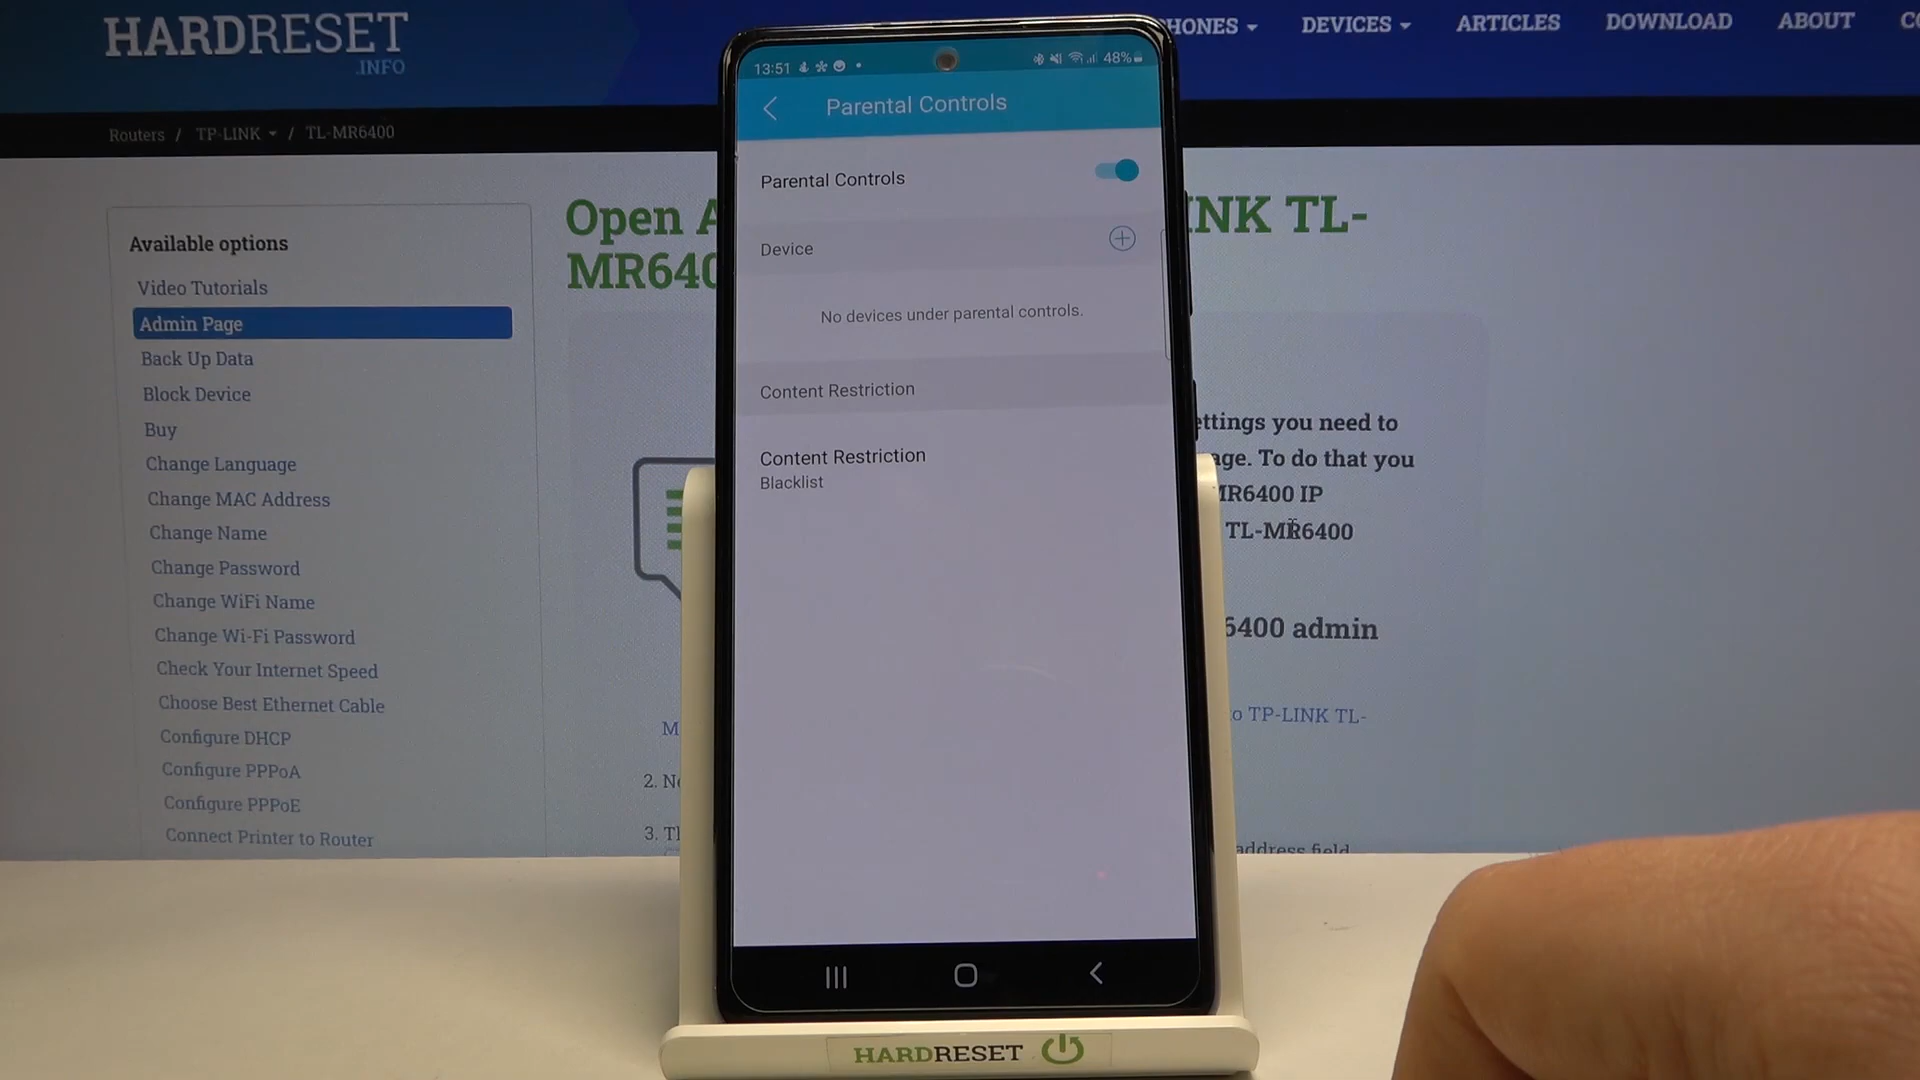 HARDRESET
.INFO
PHONES
DEVICES
ARTICLES
DOWNLOAD
ABOUT
Routers / TP-LINK / TL-MR6400
Available options
Video Tutorials
Admin Page
Back Up Data
Block Device
Buy
Change Language
Change MAC Address
Change Name
Change Password
Change WiFi Name
Change Wi-Fi Password
Check Your Internet Speed
Choose Best Ethernet Cable
Configure DHCP
Configure PPPoA
Configure PPPoE
Connect Printer to Router
Open A
INK TL-
MR640
ettings you need to
age. To do that you
MR6400 IP
TL-MR6400
6400 admin
M
to TP-LINK TL-
2. N
3. Tl
address field
13:51
48%
Parental Controls
Parental Controls
Device
No devices under parental controls.
Content Restriction
Content Restriction
Blacklist
HARDRESET